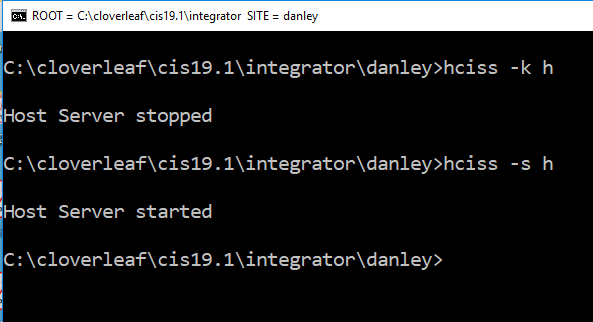 ROOT = C:\cloverleaf\cis19.1\integrator SITE = danley
C:\cloverleaf\cis19.1\integrator\danley>hciss -k h
Host Server stopped
C:\cloverleaf\cis19.1\integrator\danley>hciss -s h
Host Server started
C:\cloverleaf\cis19.1\integrator\danley>